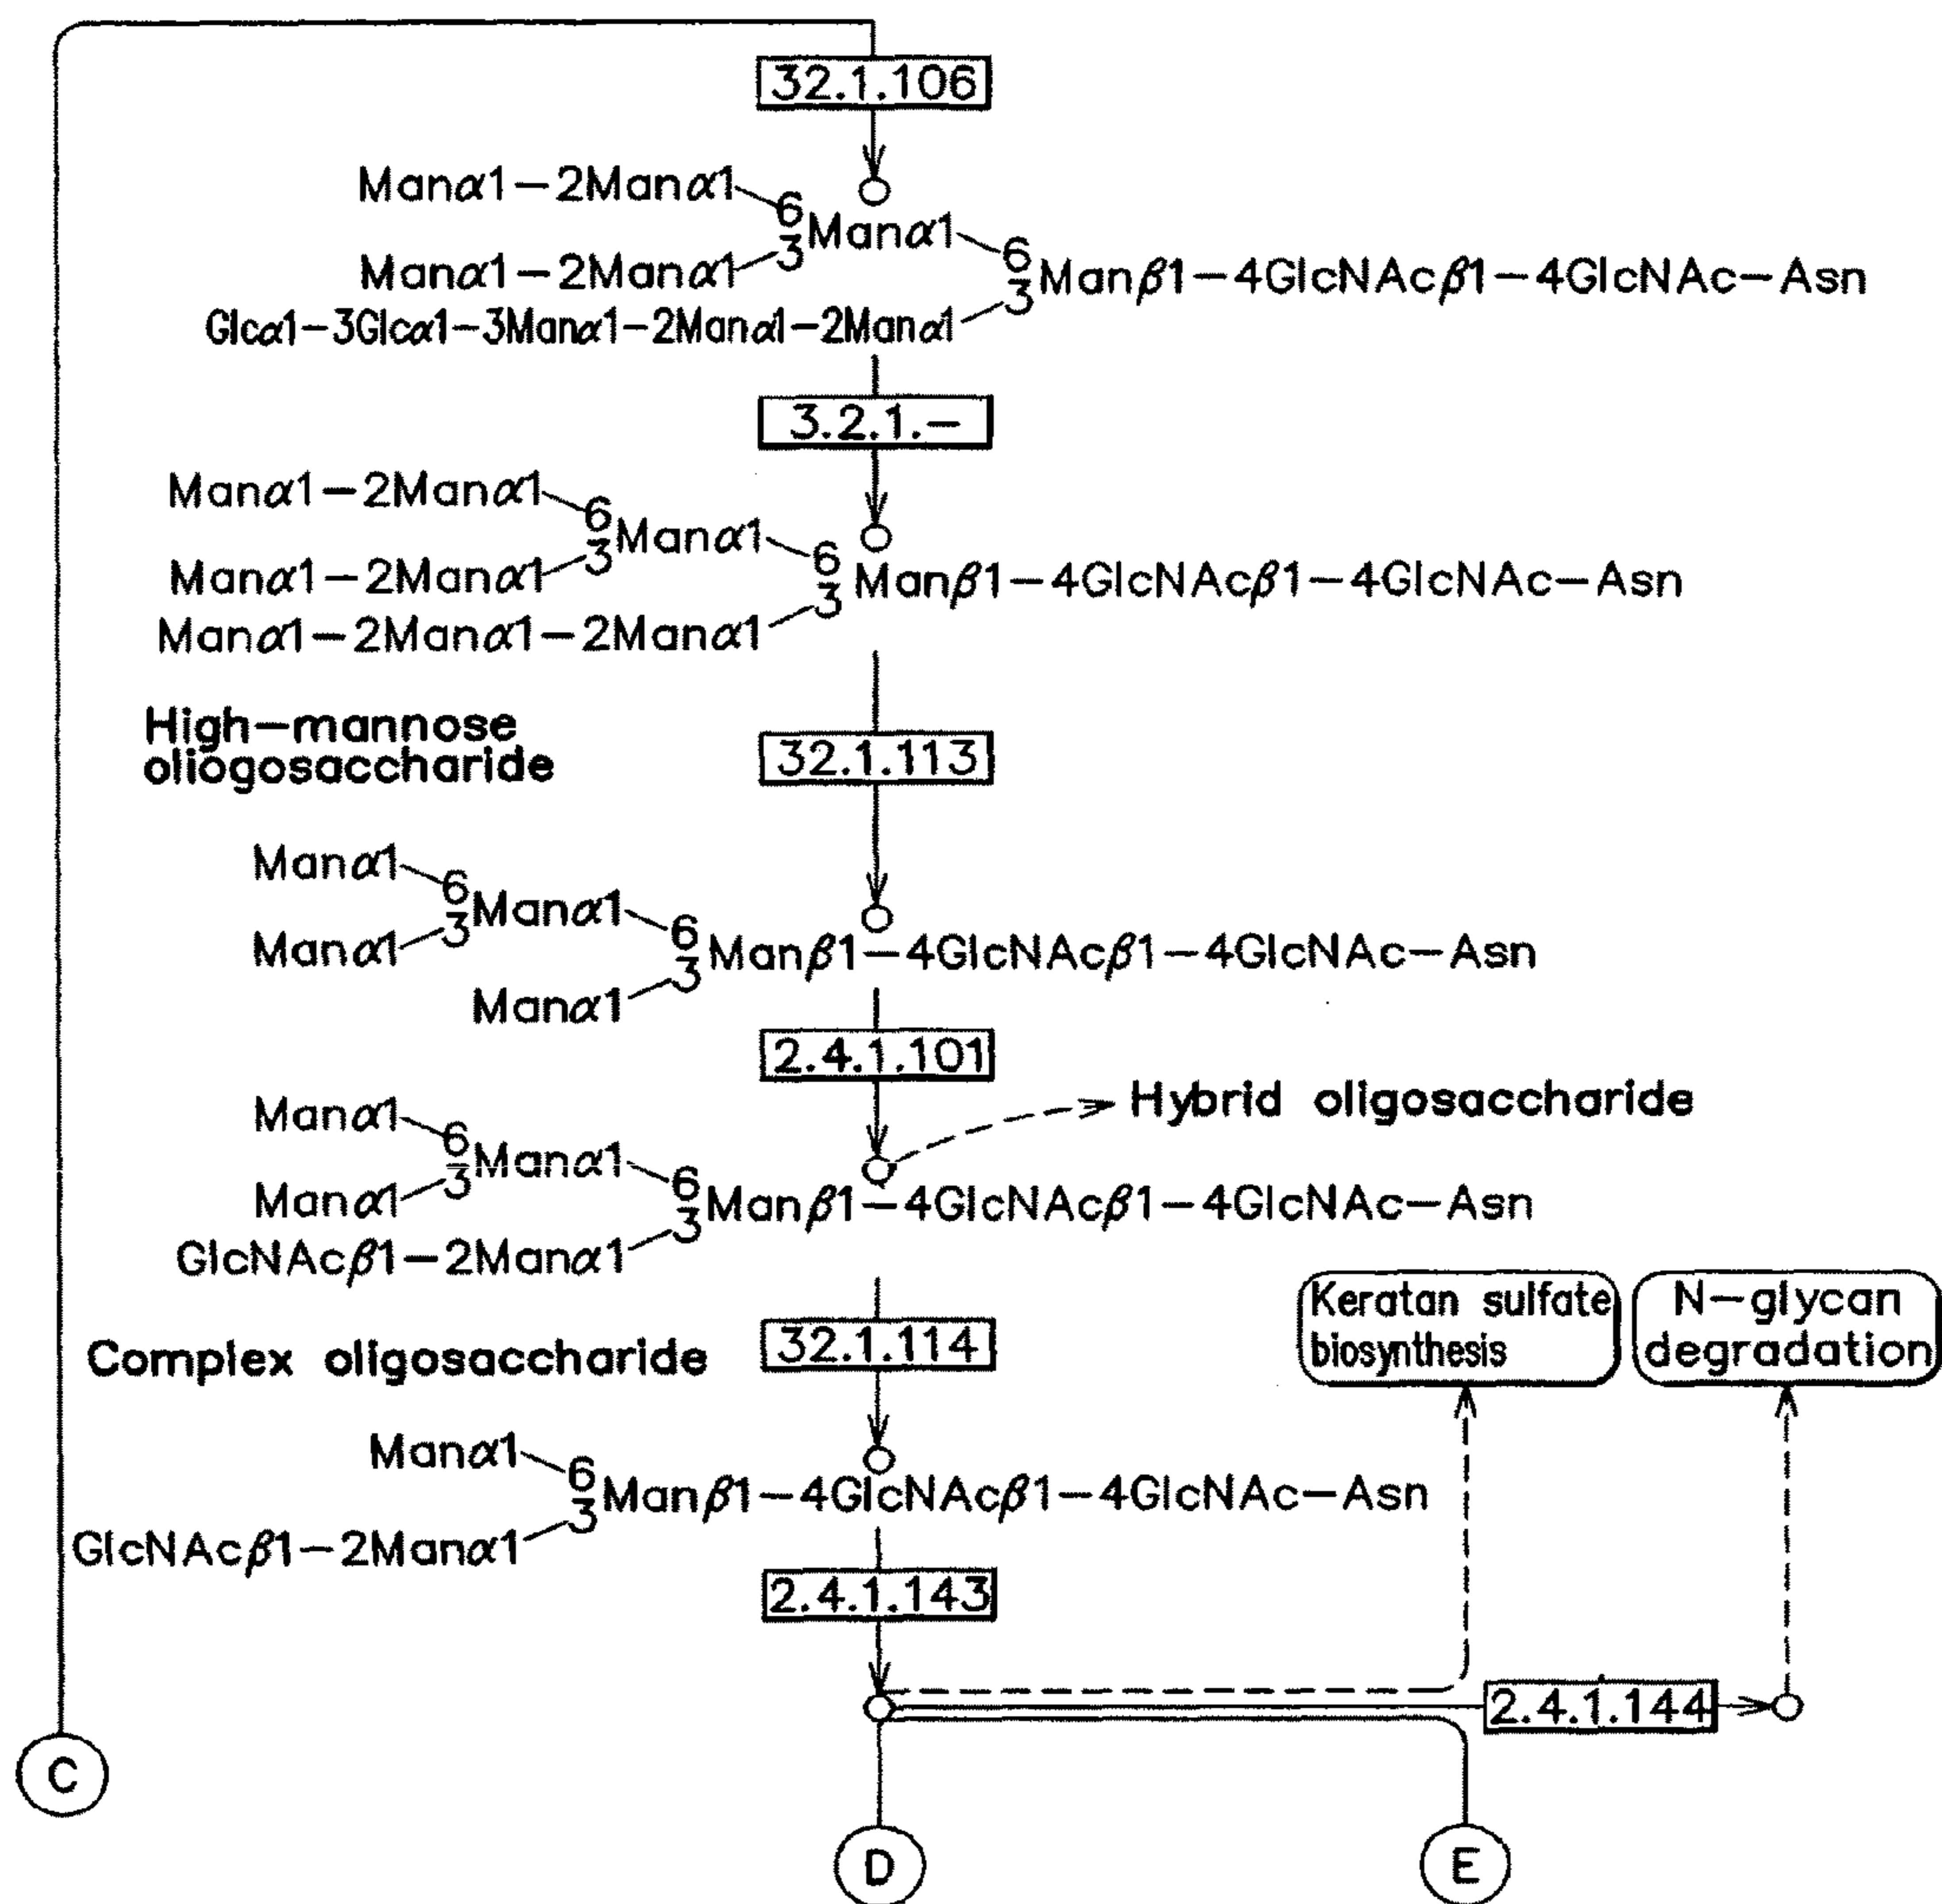 32.1.106
Manα1-2Manα1
6
Manα1
3
6
Manα1-2Manα1
Manβ1-4GlcNAcβ1-4GlcNAc-Asn
3
Glcα1-3Glcα1-3Manα1-2Manα1-2Manα1
3.2.1.-
Manα1-2Manα1
6
Manα1
3
6
Manα1-2Manα1
Manβ1-4GlcNAcβ1-4GlcNAc-Asn
3
Manα1-2Manα1-2Manα1
High-mannose
oliogosaccharide
32.1.113
Manα1
6
Manα1
3
6
Manα1
Manβ1-4GlcNAcβ1-4GlcNAc-Asn
3
Manα1
2.4.1.101
Hybrid oligosaccharide
Manα1
6
Manα1
3
6
Manα1
Manβ1-4GlcNAcβ1-4GlcNAc-Asn
3
GlcNAcβ1-2Manα1
Keratan sulfate
biosynthesis
N-glycan
degradation
Complex oligosaccharide
32.1.114
Manα1
6
Manβ1-4GlcNAcβ1-4GlcNAc-Asn
3
GlcNAcβ1-2Manα1
2.4.1.143
2.4.1.144
C
D
E